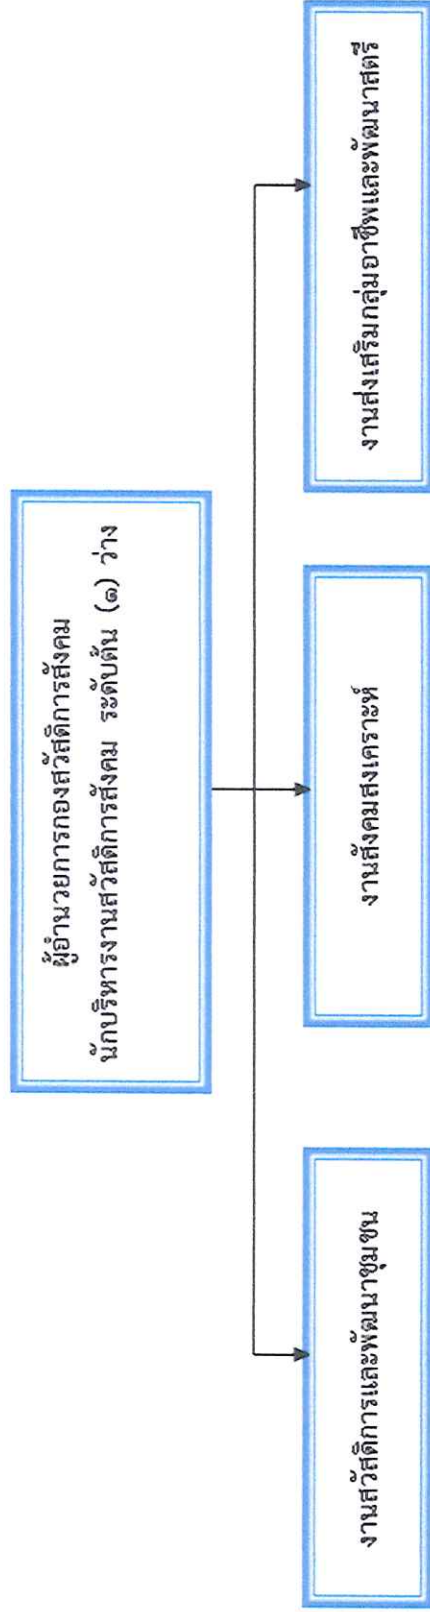 ผู้อำนวยการกองสวัสดิการสังคม
นักบริหารงานสวัสดิการสังคม ระดับต้น (๑) ว่าง
งานสวัสดิการและพัฒนาชุมชน
งานสังคมสงเคราะห์
งานส่งเสริมกลุ่มอาชีพและพัฒนาสตรี